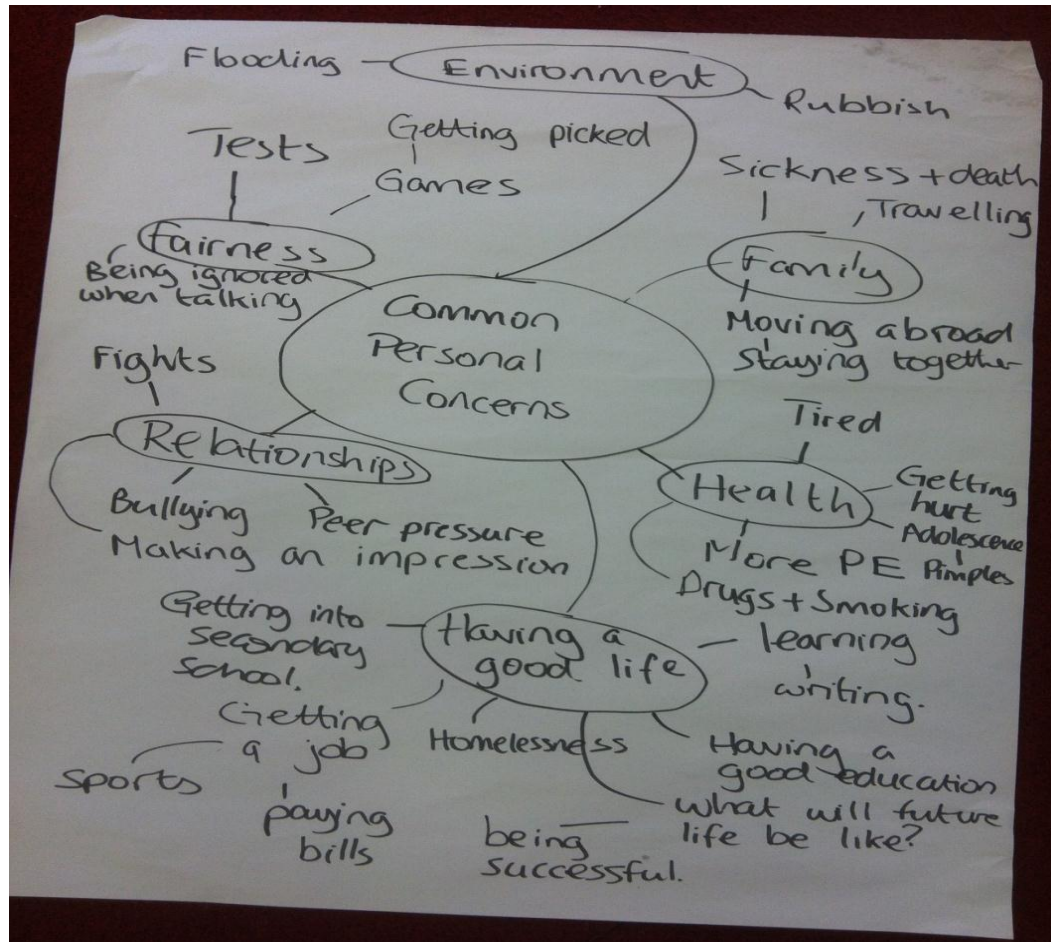 Flooding
Environment
Rubbish
Getting picked
Tests
Games
Fairness
Being ignored
when talking
Sickness + death
Travelling
Family
Moving abroad
Staying together
Common
Personal
Concerns
Fights
Relationships
Bullying
Peer pressure
Making an impression
Tired
Health
Getting
hurt
Adolescence
Pimples
More PE
Drugs + Smoking
Getting into
secondary
school.
Having a
good life
learning
writing.
Getting
a job
sports
paying
bills
Homelessness
Having a
good education
what will future
life be like?
being
successful.